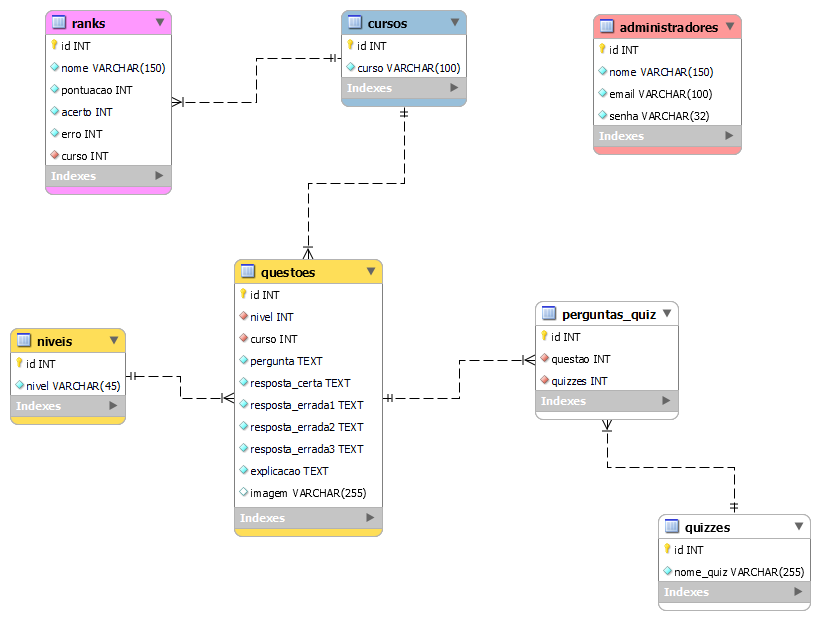 ranks
id INT
nome VARCHAR(150)
pontuacao INT
acerto INT
erro INT
curso INT
Indexes
cursos
id INT
curso VARCHAR(100)
Indexes
administradores
id INT
nome VARCHAR(150)
email VARCHAR(100)
senha VARCHAR(32)
Indexes
niveis
id INT
nivel VARCHAR(45)
Indexes
questoes
id INT
nivel INT
curso INT
pergunta TEXT
resposta_certa TEXT
resposta_errada1 TEXT
resposta_errada2 TEXT
resposta_errada3 TEXT
explicacao TEXT
imagem VARCHAR(255)
Indexes
perguntas_quiz
id INT
questao INT
quizzes INT
Indexes
quizzes
id INT
nome_quiz VARCHAR(255)
Indexes